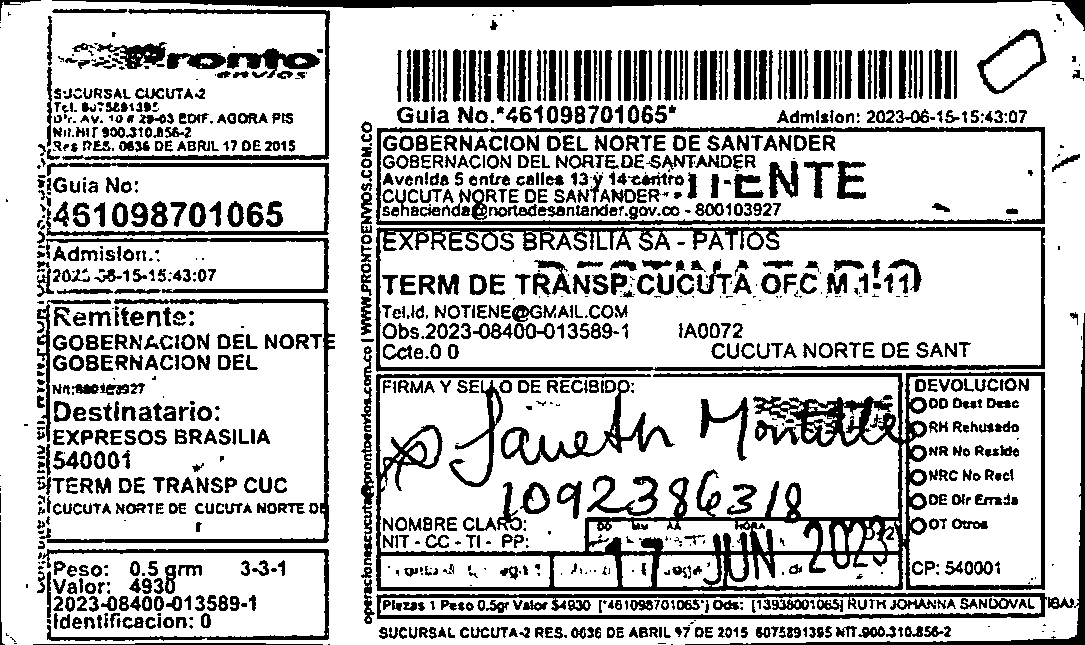 Pronto
envios
SUCURSAL CUCUTA-2
Tel. 6075891395
Dir. AV. 10 # 29-03 EDIF. AGORA PIS
Nit.NIT 900.310.856-2
Res RES. 0636 DE ABRIL 17 DE 2015
Guia No:
461098701065
Admision.:
2023-06-15-15:43:07
Remitente:
GOBERNACION DEL NORTE
GOBERNACION DEL
Nit:800103927
Destinatario:
EXPRESOS BRASILIA
540001
TERM DE TRANSP CUC
CUCUTA NORTE DE CUCUTA NORTE DE
Peso: 0.5 grm 3-3-1
Valor: 4930
2023-08400-013589-1
Identificacion: 0
operacionescucuta@prontoenvios.com.co | WWW.PRONTOENVIOS.COM.CO
Guia No.*461098701065*
Admision: 2023-06-15-15:43:07
GOBERNACION DEL NORTE DE SANTANDER
GOBERNACION DEL NORTE DE SANTANDER
Avenida 5 entre calles 13 y 14 centro
CUCUTA NORTE DE SANTANDER
sehacienda@nortedesantander.gov.co - 800103927
EXPRESOS BRASILIA SA - PATIOS
TERM DE TRANSP CUCUTA OFC M 1-11
Tel.Id. NOTIENE@GMAIL.COM
Obs.2023-08400-013589-1 IA0072
Ccte.0 0 CUCUTA NORTE DE SANT
FIRMA Y SELLO DE RECIBIDO:
Janeth
1092386318
NOMBRE CLARO:
NIT - CC - TI - PP:
DD MM AA HORA
17 JUN 2023
DEVOLUCION
DD Dest Desc
RH Rehusado
NR No Reside
NRC No Recl
DE Dir Errada
OT Otros
CP: 540001
Piezas 1 Peso 0.5gr Valor $4930 [*461098701065*] Ods: [13938001065] RUTH JOHANNA SANDOVAL
SUCURSAL CUCUTA-2 RES. 0636 DE ABRIL 17 DE 2015 6075891395 NIT.900.310.856-2